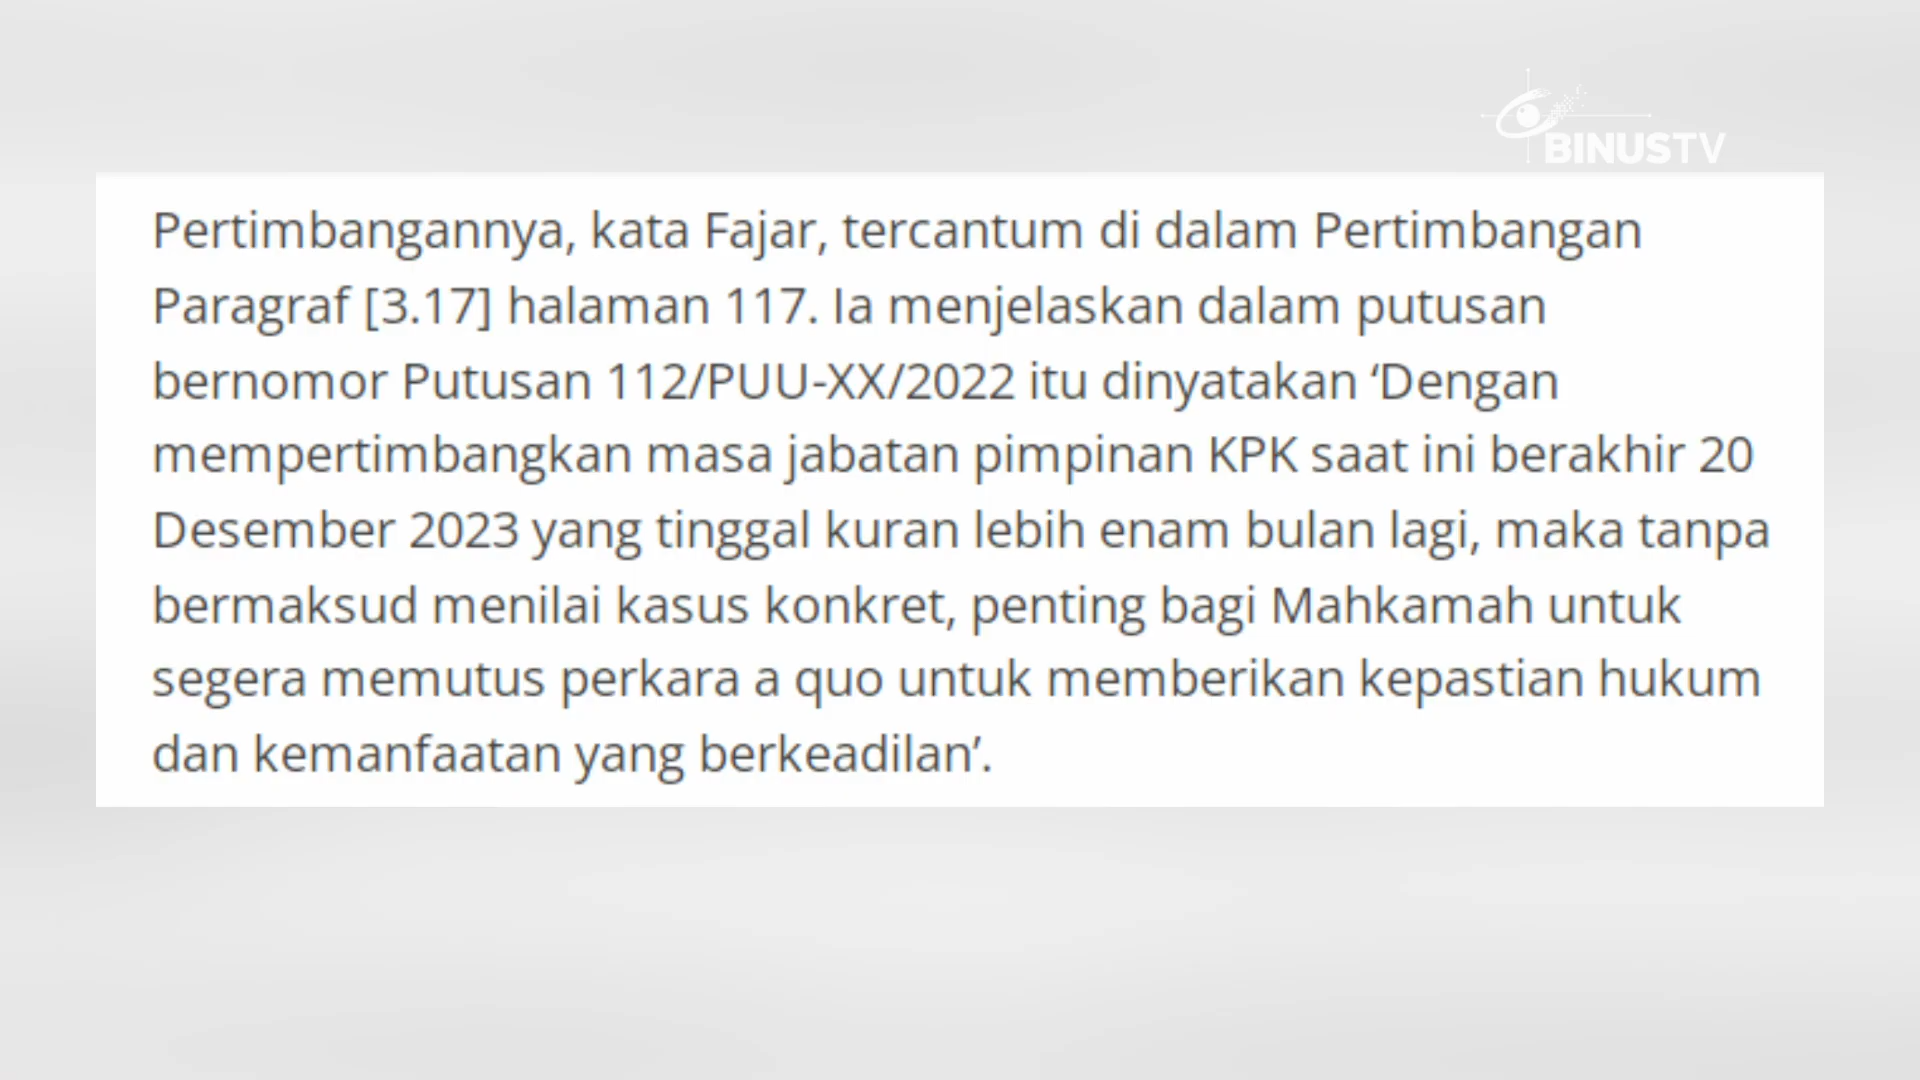 BINUSTV
Pertimbangannya, kata Fajar, tercantum di dalam Pertimbangan
Paragraf [3.17] halaman 117. Ia menjelaskan dalam putusan
bernomor Putusan 112/PUU-XX/2022 itu dinyatakan ‘Dengan
mempertimbangkan masa jabatan pimpinan KPK saat ini berakhir 20
Desember 2023 yang tinggal kuran lebih enam bulan lagi, maka tanpa
bermaksud menilai kasus konkret, penting bagi Mahkamah untuk
segera memutus perkara a quo untuk memberikan kepastian hukum
dan kemanfaatan yang berkeadilan’.